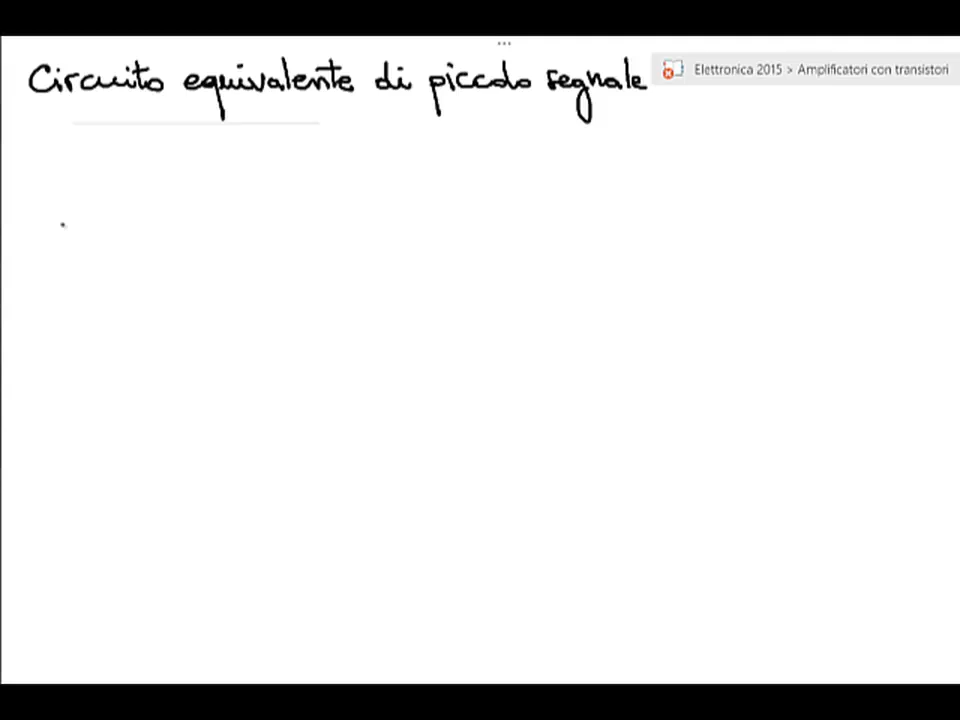 Circuito equivalente di piccolo segnale
Elettronica 2015 > Amplificatori con transistori